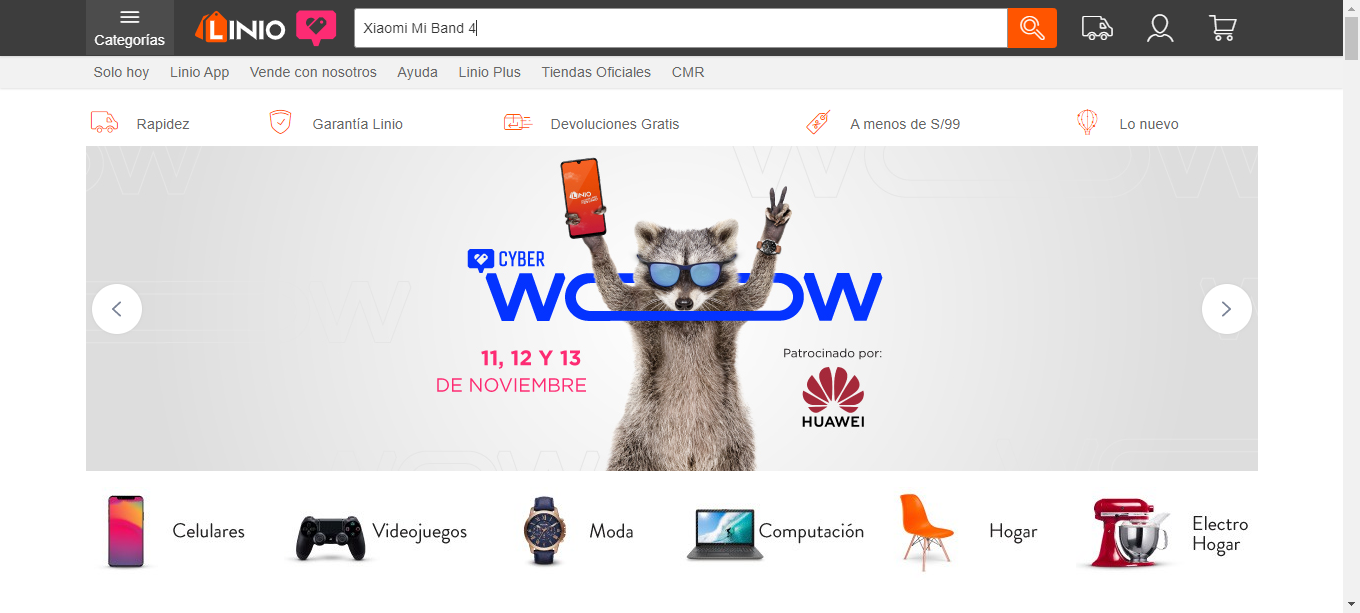 Categorías
LINIO
Xiaomi Mi Band 4
Solo hoy Linio App Vende con nosotros Ayuda Linio Plus Tiendas Oficiales CMR
Rapidez Garantía Linio Devoluciones Gratis A menos de S/99 Lo nuevo
LINIO
CYBER
WOOOW
11, 12 Y 13
DE NOVIEMBRE
Patrocinado por:
HUAWEI
Celulares Videojuegos Moda Computación Hogar Electro
Hogar